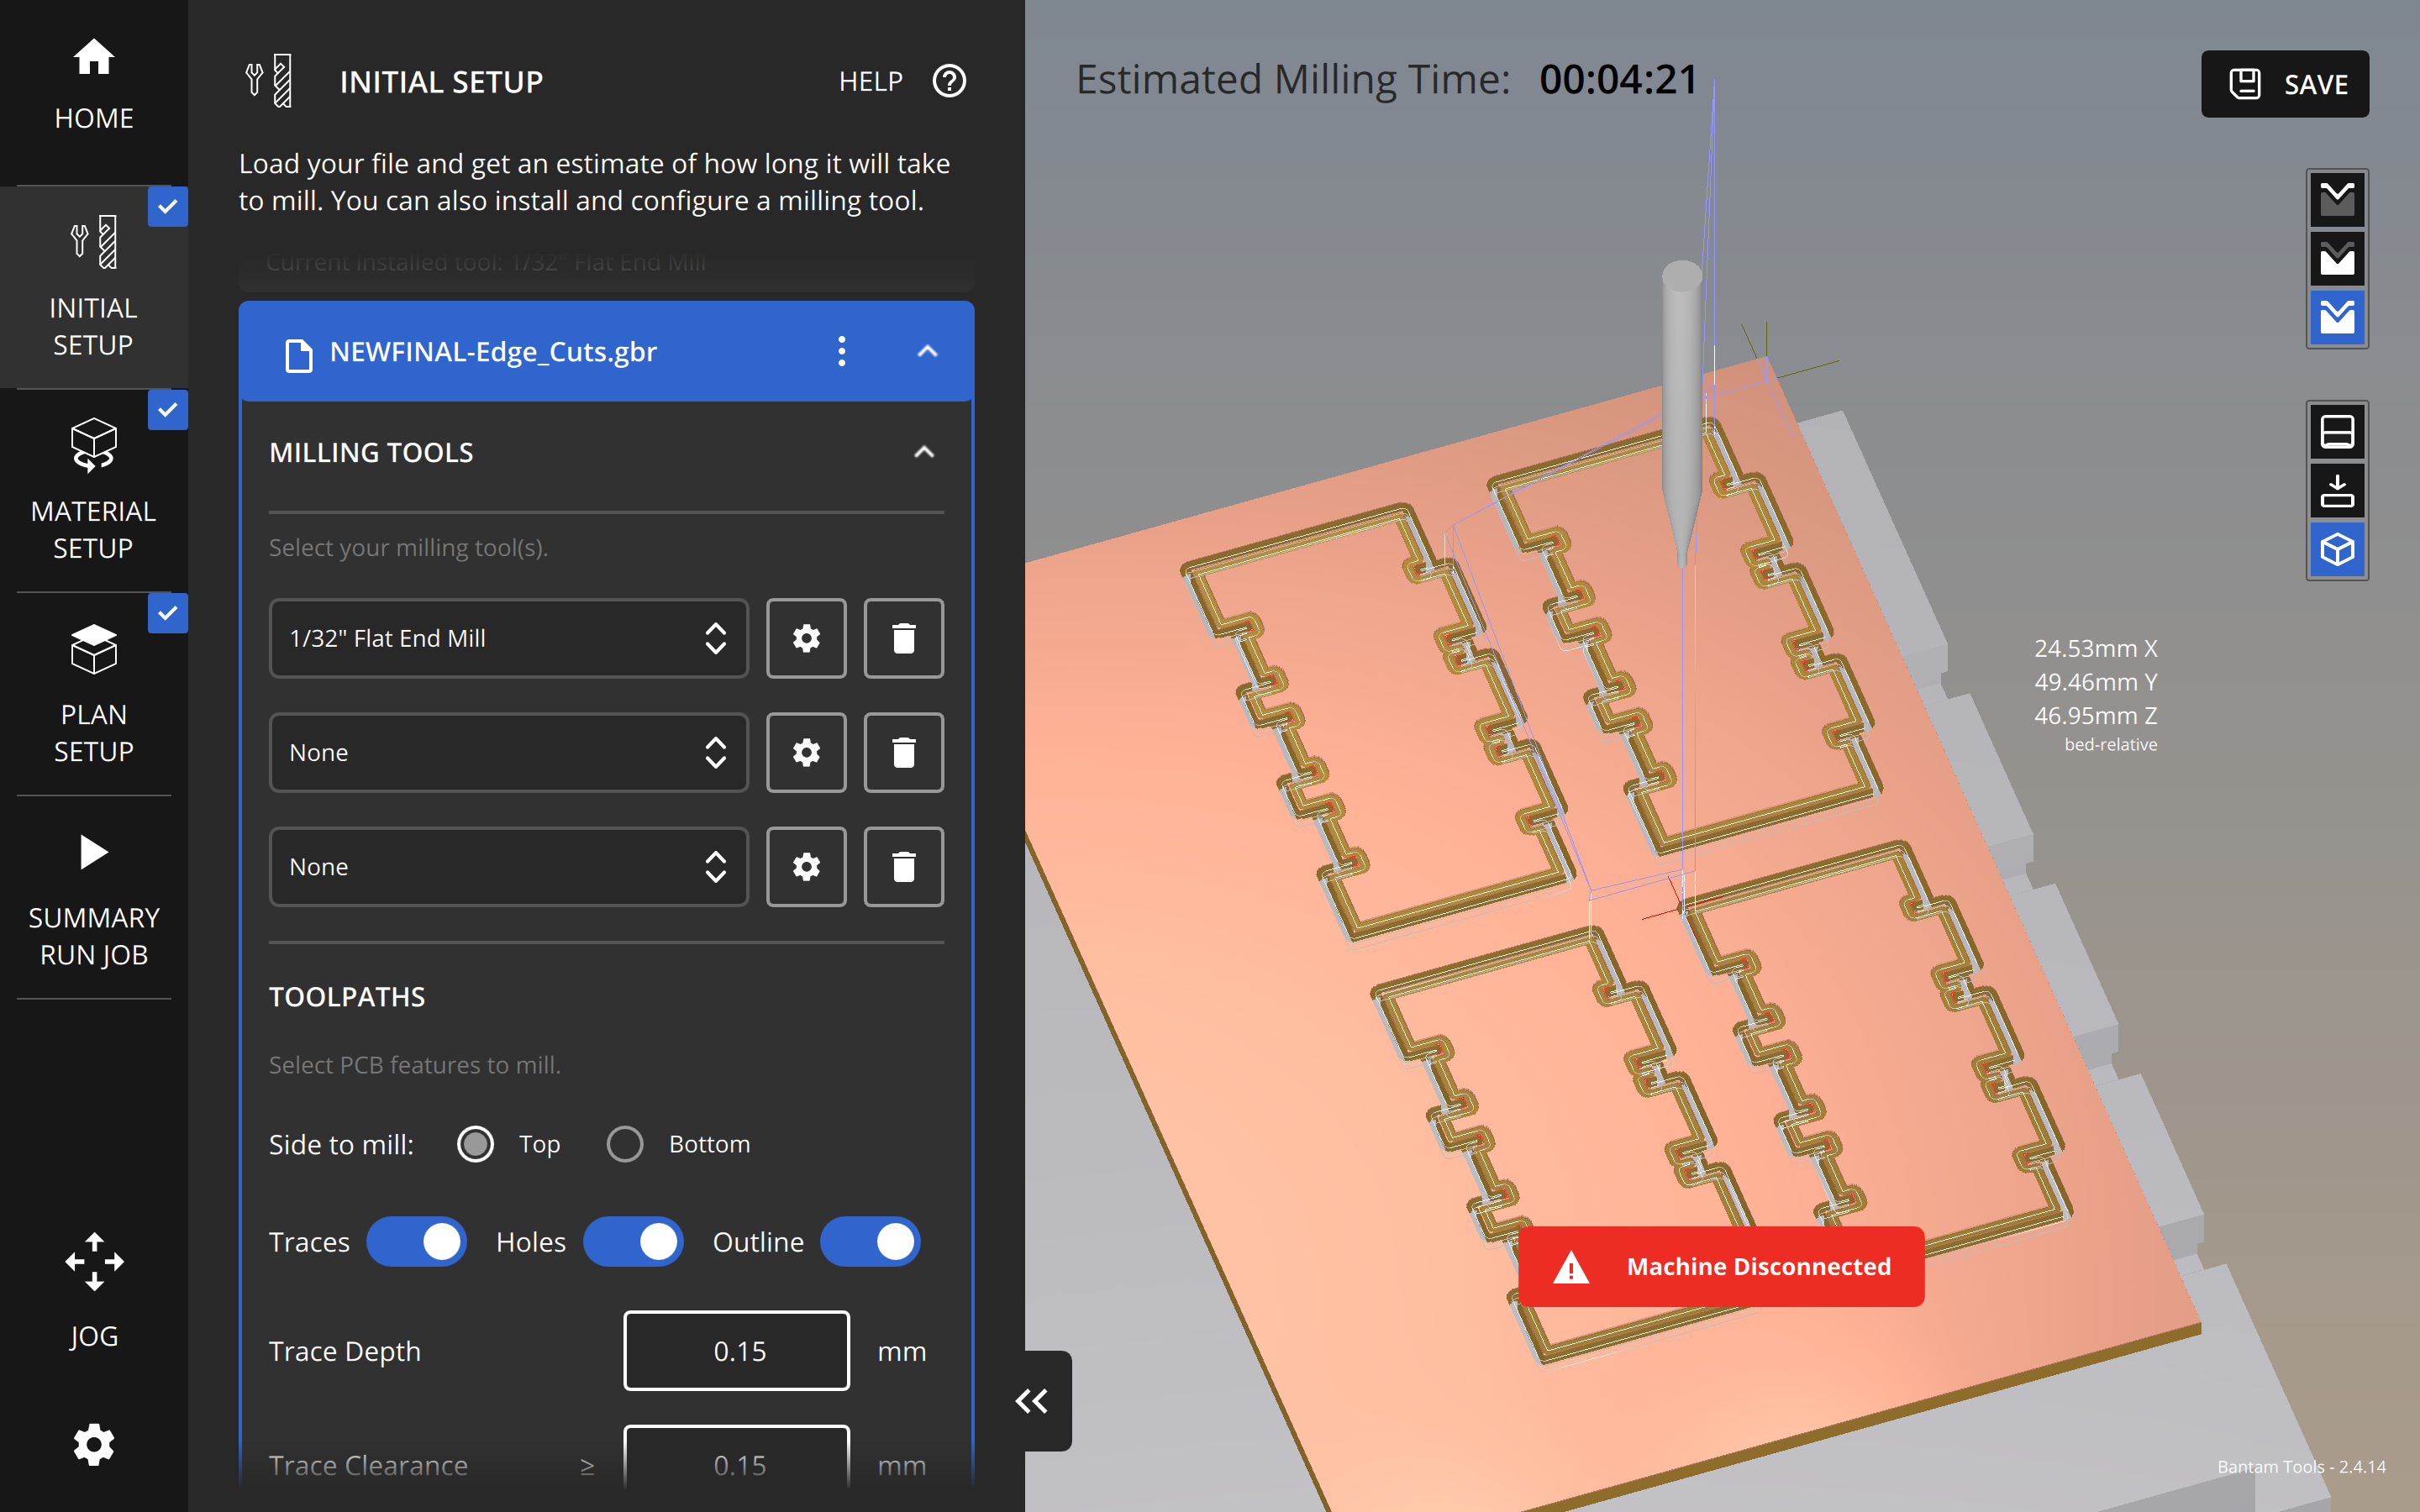 HOME
INITIAL
SETUP
MATERIAL
SETUP
PLAN
SETUP
SUMMARY
RUN JOB
JOG
INITIAL SETUP
HELP
Load your file and get an estimate of how long it will take
to mill. You can also install and configure a milling tool.
Current installed tool: 1/32" Flat End Mill
NEWFINAL-Edge_Cuts.gbr
MILLING TOOLS
Select your milling tool(s).
1/32" Flat End Mill
None
None
TOOLPATHS
Select PCB features to mill.
Side to mill: Top Bottom
Traces Holes Outline
Trace Depth 0.15 mm
Trace Clearance ≥ 0.15 mm
Estimated Milling Time: 00:04:21
SAVE
24.53mm X
49.46mm Y
46.95mm Z
bed-relative
Machine Disconnected
Bantam Tools - 2.4.14